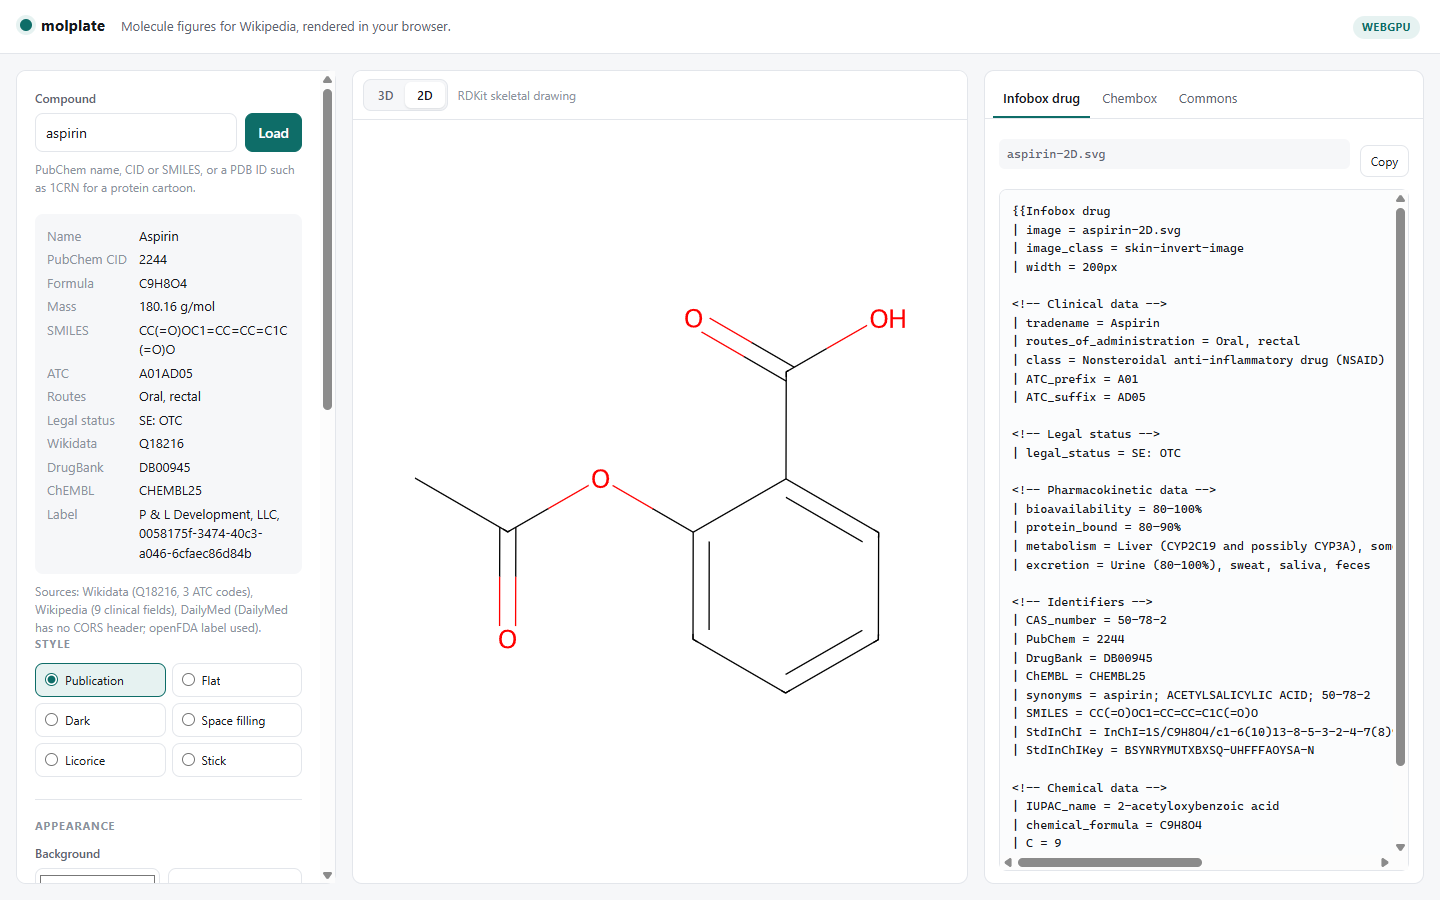 molplate Molecule figures for Wikipedia, rendered in your browser.
WEBGPU
Compound
aspirin
Load
PubChem name, CID or SMILES, or a PDB ID such
as 1CRN for a protein cartoon.
Name Aspirin
PubChem CID 2244
Formula C9H8O4
Mass 180.16 g/mol
SMILES CC(=O)OC1=CC=CC=C1C
(=O)O
ATC A01AD05
Routes Oral, rectal
Legal status SE: OTC
Wikidata Q18216
DrugBank DB00945
ChEMBL CHEMBL25
Label P & L Development, LLC,
0058175f-3474-40c3-
a046-6cfaec86d84b
Sources: Wikidata (Q18216, 3 ATC codes),
Wikipedia (9 clinical fields), DailyMed (DailyMed
has no CORS header; openFDA label used).
STYLE
Publication
Flat
Dark
Space filling
Licorice
Stick
APPEARANCE
Background
3D 2D RDKit skeletal drawing
O
OH
O
O
Infobox drug Chembox Commons
aspirin-2D.svg
Copy
{{Infobox drug
| image = aspirin-2D.svg
| image_class = skin-invert-image
| width = 200px
<!-- Clinical data -->
| tradename = Aspirin
| routes_of_administration = Oral, rectal
| class = Nonsteroidal anti-inflammatory drug (NSAID)
| ATC_prefix = A01
| ATC_suffix = AD05
<!-- Legal status -->
| legal_status = SE: OTC
<!-- Pharmacokinetic data -->
| bioavailability = 80-100%
| protein_bound = 80-90%
| metabolism = Liver (CYP2C19 and possibly CYP3A), som
| excretion = Urine (80-100%), sweat, saliva, feces
<!-- Identifiers -->
| CAS_number = 50-78-2
| PubChem = 2244
| DrugBank = DB00945
| ChEMBL = CHEMBL25
| synonyms = aspirin; ACETYLSALICYLIC ACID; 50-78-2
| SMILES = CC(=O)OC1=CC=CC=C1C(=O)O
| StdInChI = InChI=1S/C9H8O4/c1-6(10)13-8-5-3-2-4-7(8)
| StdInChIKey = BSYNRYMUTXBXSQ-UHFFFAOYSA-N
<!-- Chemical data -->
| IUPAC_name = 2-acetyloxybenzoic acid
| chemical_formula = C9H8O4
| C = 9